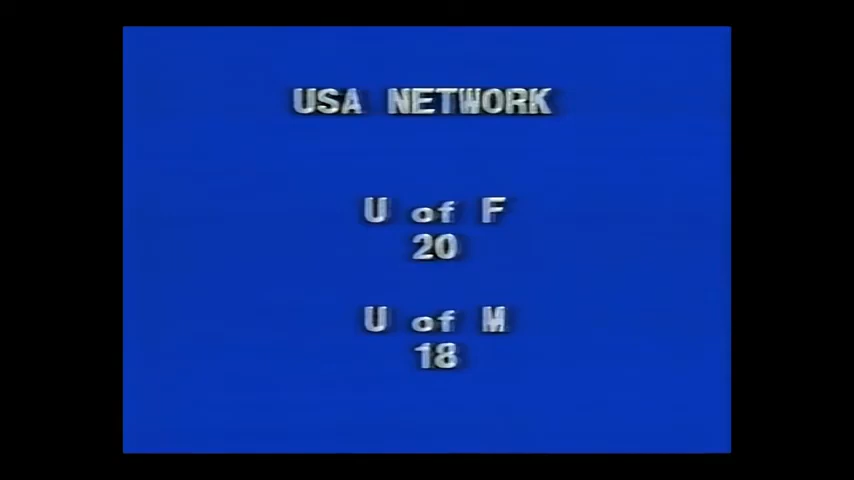 USA NETWORK
U of F
20
U of M
18